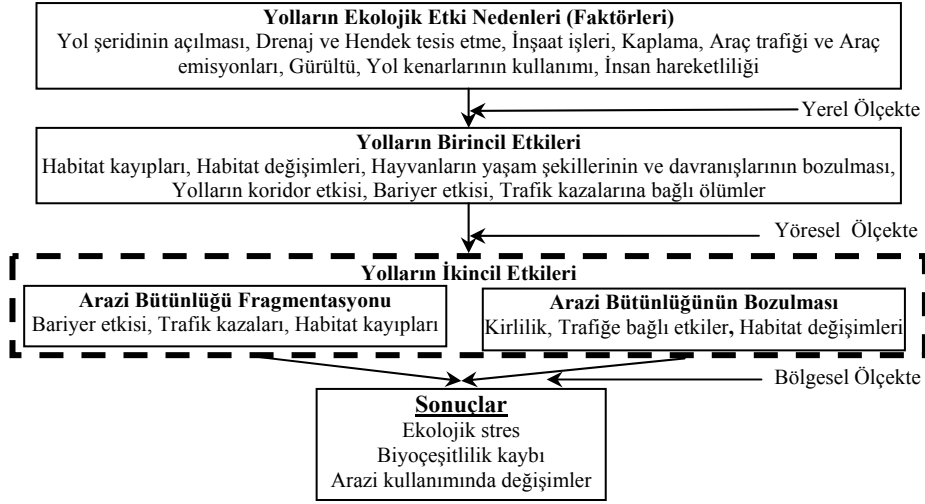 Yolların Ekolojik Etki Nedenleri (Faktörleri)
Yol şeridinin açılması, Drenaj ve Hendek tesis etme, İnşaat işleri, Kaplama, Araç trafiği ve Araç
emisyonları, Gürültü, Yol kenarlarının kullanımı, İnsan hareketliliği
Yerel Ölçekte
Yolların Birincil Etkileri
Habitat kayıpları, Habitat değişimleri, Hayvanların yaşam şekillerinin ve davranışlarının bozulması,
Yolların koridor etkisi, Bariyer etkisi, Trafik kazalarına bağlı ölümler
Yöresel Ölçekte
Yolların İkincil Etkileri
Arazi Bütünlüğü Fragmentasyonu
Bariyer etkisi, Trafik kazaları, Habitat kayıpları
Arazi Bütünlüğünün Bozulması
Kirlilik, Trafiğe bağlı etkiler, Habitat değişimleri
Bölgesel Ölçekte
Sonuçlar
Ekolojik stres
Biyoçeşitlilik kaybı
Arazi kullanımında değişimler